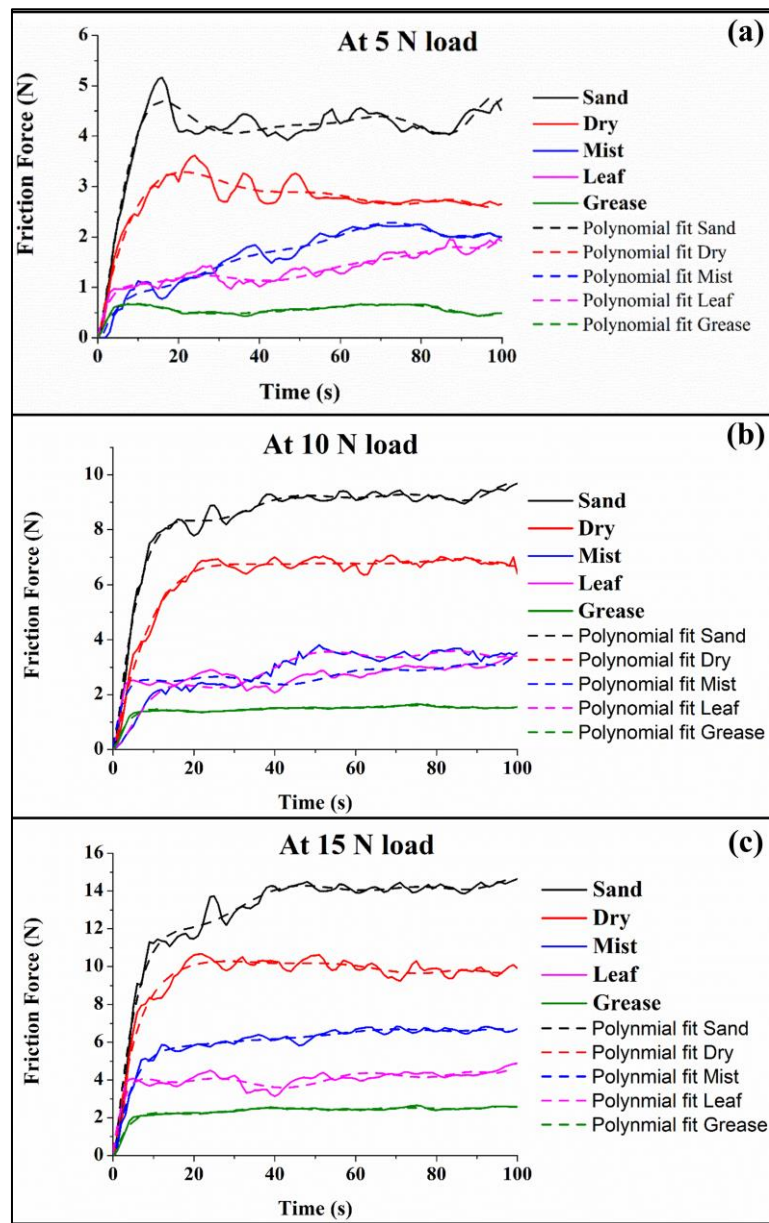 At 5 N load
(a)
6
5
4
3
2
1
0
0 20 40 60 80 100
Friction Force (N)
Time (s)
Sand
Dry
Mist
Leaf
Grease
Polynomial fit Sand
Polynomial fit Dry
Polynomial fit Mist
Polynomial fit Leaf
Polynomial fit Grease
At 10 N load
(b)
10
8
6
4
2
0
0 20 40 60 80 100
Friction Force (N)
Time (s)
Sand
Dry
Mist
Leaf
Grease
Polynomial fit Sand
Polynomial fit Dry
Polynomial fit Mist
Polynomial fit Leaf
Polynomial fit Grease
At 15 N load
(c)
16
14
12
10
8
6
4
2
0
0 20 40 60 80 100
Friction Force (N)
Time (s)
Sand
Dry
Mist
Leaf
Grease
Polynmial fit Sand
Polynmial fit Dry
Polynmial fit Mist
Polynmial fit Leaf
Polynmial fit Grease